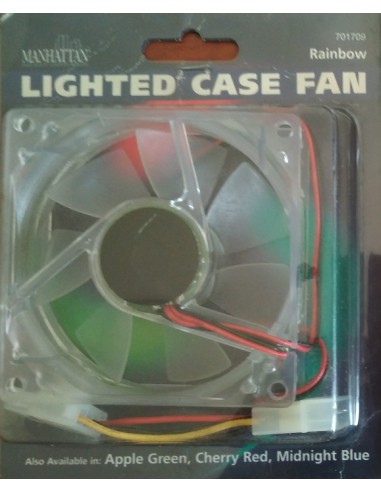 701709
MANHATTAN
Rainbow
LIGHTED CASE FAN
Also Available in: Apple Green, Cherry Red, Midnight Blue